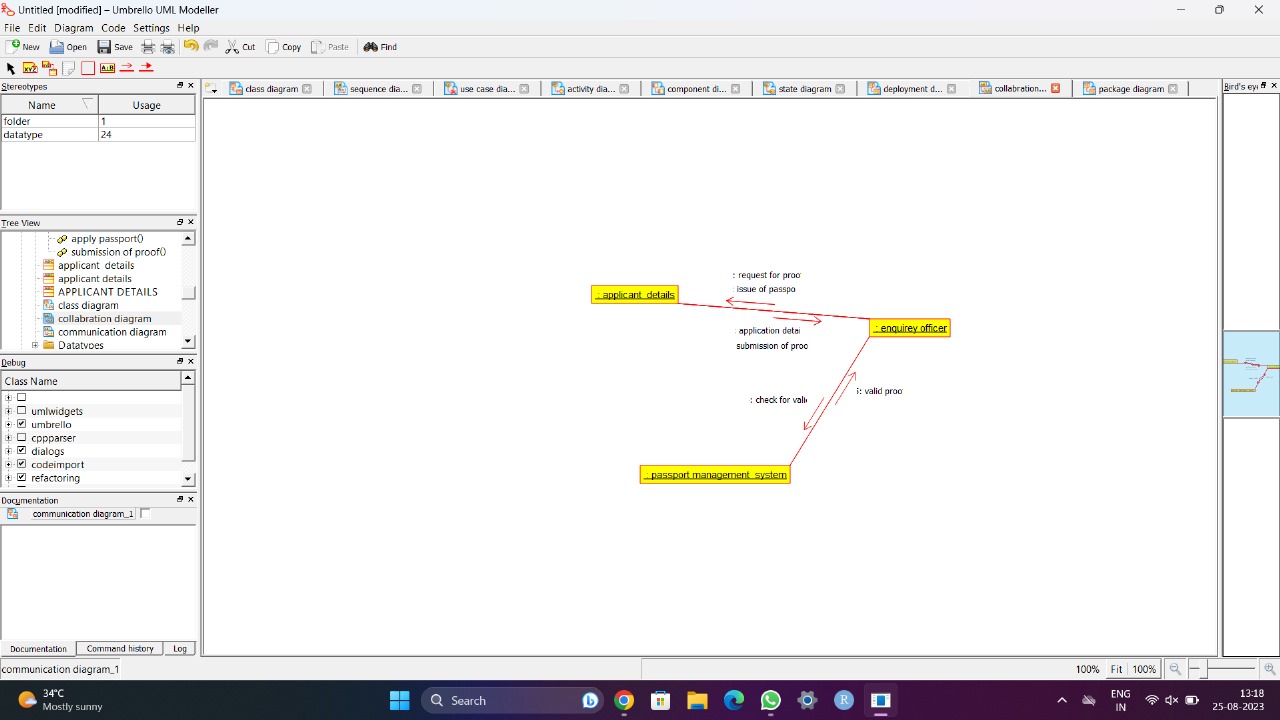 Untitled [modified] – Umbrello UML Modeller
File Edit Diagram Code Settings Help
New Open Save Cut Copy Paste Find
Stereotypes
Name Usage
folder 1
datatype 24
Tree View
apply passport()
submission of proof()
applicant details
applicant details
APPLICANT DETAILS
class diagram
collabration diagram
communication diagram
Datatypes
Debug
Class Name
umlwidgets
umbrello
cppparser
dialogs
codeimport
refactoring
Documentation
communication diagram_1
Documentation Command history Log
communication diagram_1
class diagram sequence dia... use case dia... activity dia... component di... state diagram deployment d... collabration... package diagram
Bird's ey
: request for proo
: issue of passpo
: applicant details
application detai
submission of proo
: enquirey officer
: check for valid
: valid proo
: passport management system
100% Fit 100%
34°C
Mostly sunny
Search
ENG
IN
13:18
25-08-2023